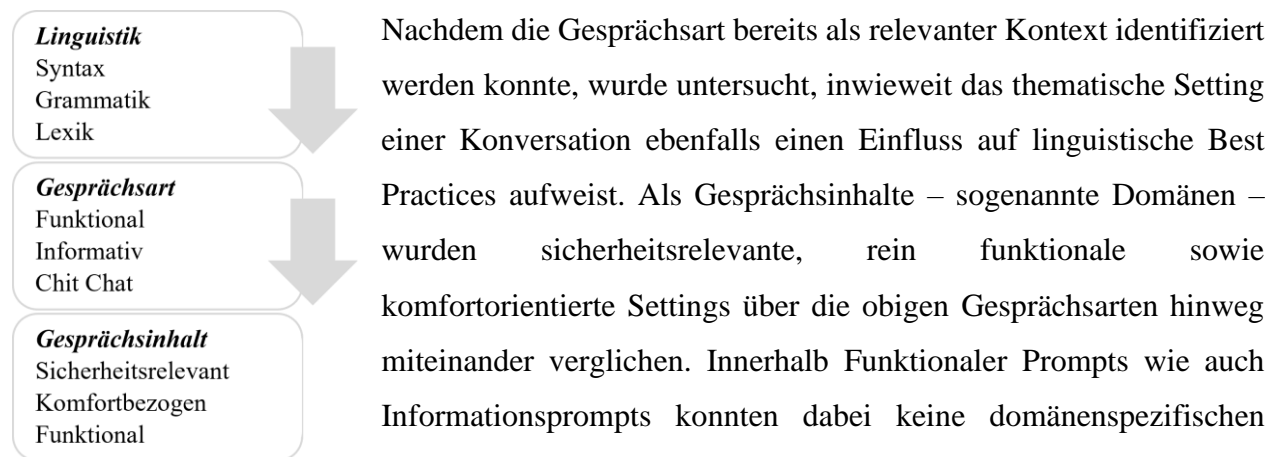 Linguistik
Syntax
Grammatik
Lexik
Gesprächsart
Funktional
Informativ
Chit Chat
Gesprächsinhalt
Sicherheitsrelevant
Komfortbezogen
Funktional
Nachdem die Gesprächsart bereits als relevanter Kontext identifiziert
werden konnte, wurde untersucht, inwieweit das thematische Setting
einer Konversation ebenfalls einen Einfluss auf linguistische Best
Practices aufweist. Als Gesprächsinhalte – sogenannte Domänen –
wurden sicherheitsrelevante, rein funktionale sowie
komfortorientierte Settings über die obigen Gesprächsarten hinweg
miteinander verglichen. Innerhalb Funktionaler Prompts wie auch
Informationsprompts konnten dabei keine domänenspezifischen